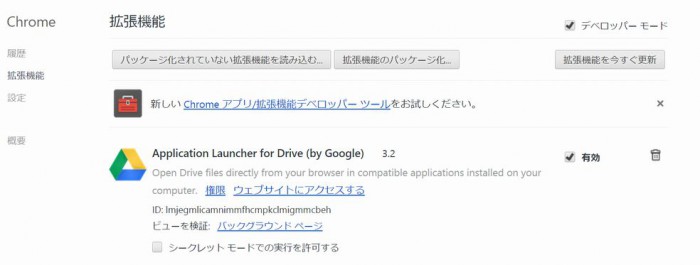 Chrome
拡張機能
デベロッパー モード
履歴
拡張機能
設定
概要
パッケージ化されていない拡張機能を読み込む...
拡張機能のパッケージ化...
拡張機能を今すぐ更新
新しい Chrome アプリ/拡張機能デベロッパー ツールをお試しください。
Application Launcher for Drive (by Google) 3.2
有効
Open Drive files directly from your browser in compatible applications installed on your
computer. 権限 ウェブサイトにアクセスする
ID: lmjegmlicamnimmfhcmpkclmigmmcbeh
ビューを検証: バックグラウンド ページ
シークレット モードでの実行を許可する